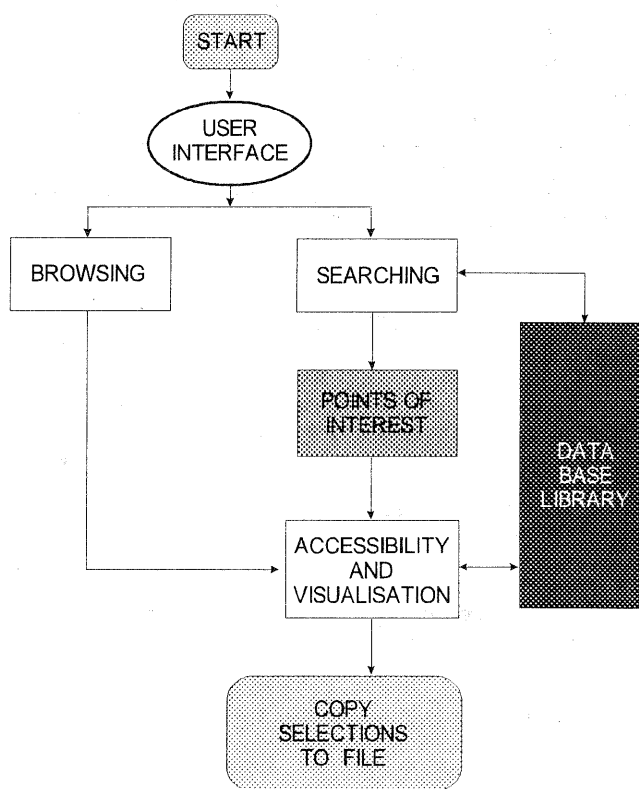 START
USER
INTERFACE
BROWSING
SEARCHING
POINTS OF
INTEREST
DATA
BASE
LIBRARY
ACCESSIBILITY
AND
VISUALISATION
COPY
SELECTIONS
TO FILE